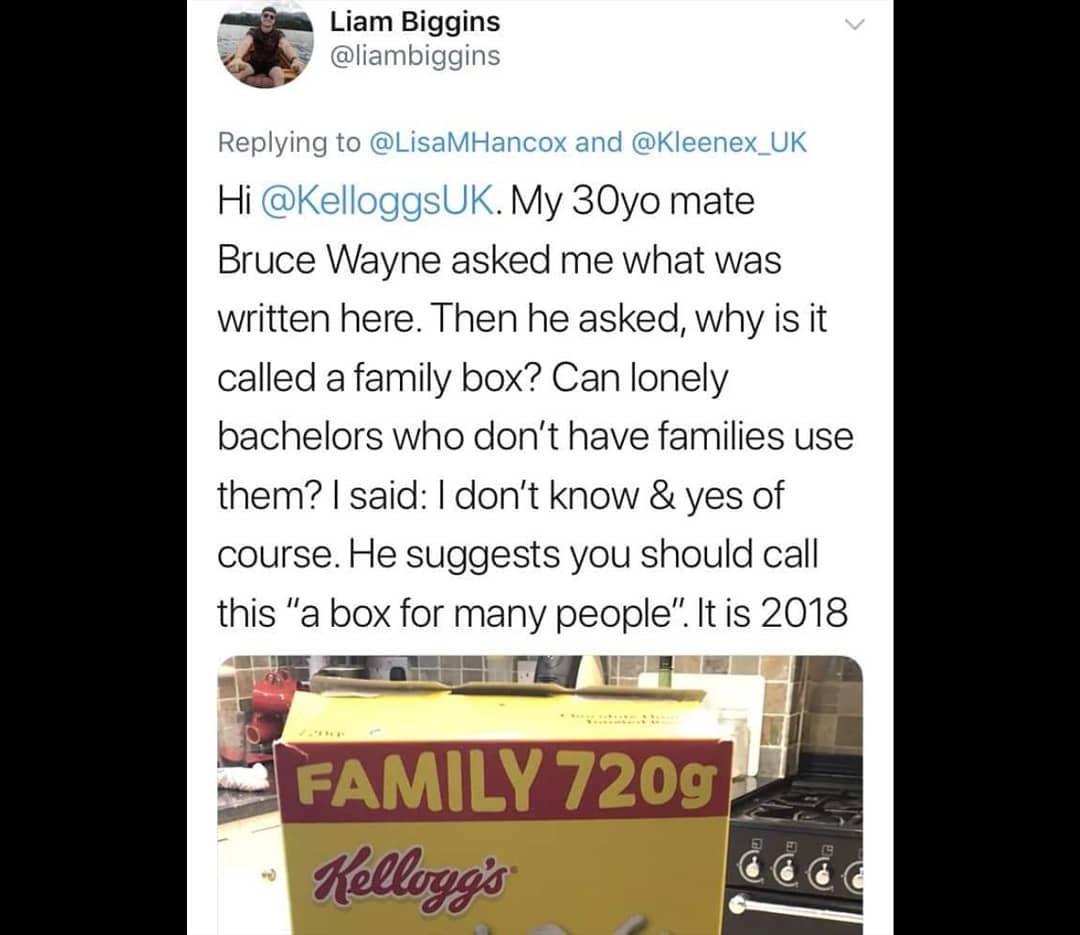 Liam Biggins
@liambiggins
Replying to @LisaMHancox and @Kleenex_UK
Hi @KelloggsUK. My 30yo mate
Bruce Wayne asked me what was
written here. Then he asked, why is it
called a family box? Can lonely
bachelors who don't have families use
them? I said: I don't know & yes of
course. He suggests you should call
this "a box for many people". It is 2018
FAMILY 720g
Kellogg's